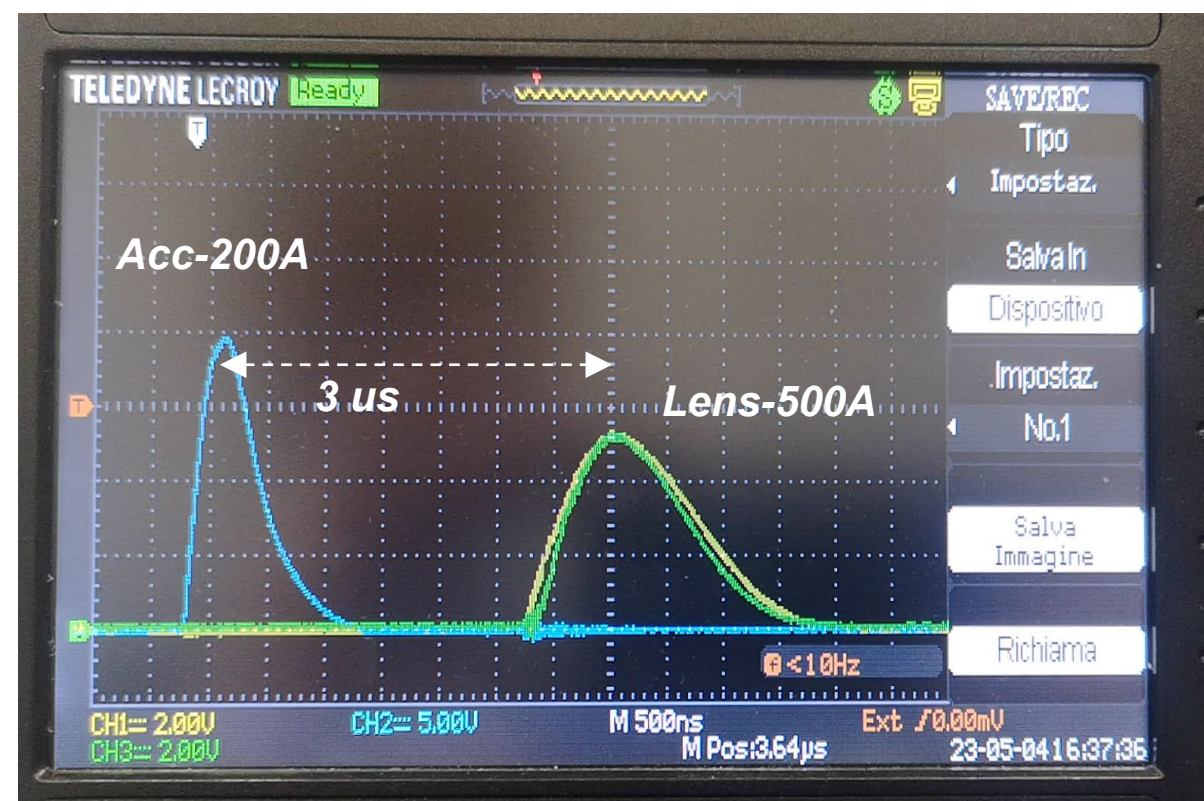 TELEDYNE LECROY Ready
SAVE/REC
T
Tipo
Impostaz.
Acc-200A
Salva In
Dispositivo
3 us
.Impostaz.
T
Lens-500A
No.1
Salva
Immagine
Richiama
<10Hz
CH1 2.00V CH2 5.00V M 500ns Ext 0.00mV
CH3 2.00V M Pos:3.64μs 23-05-04 16:37:36